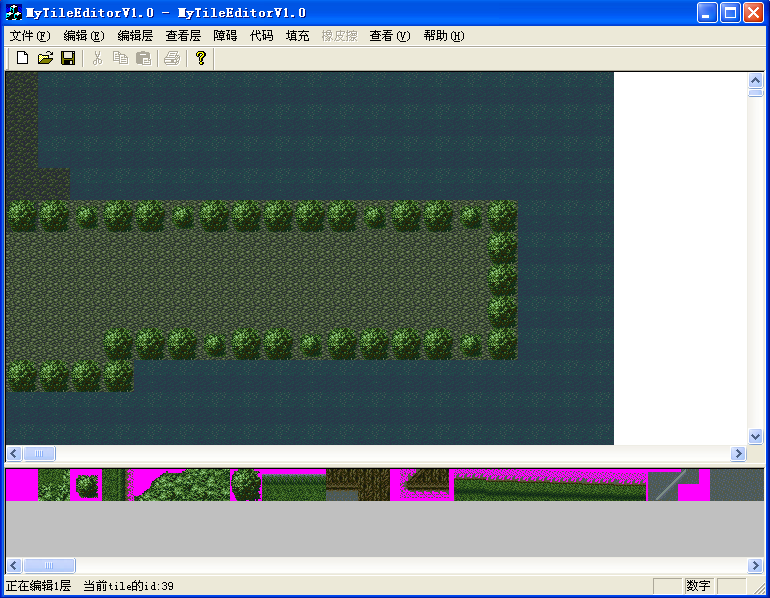 MyTileEditorV1.0 - MyTileEditorV1.0
文件(F) 编辑(E) 编辑层 查看层 障碍 代码 填充 橡皮擦 查看(V) 帮助(H)
正在编辑1层 当前tile的id:39 数字